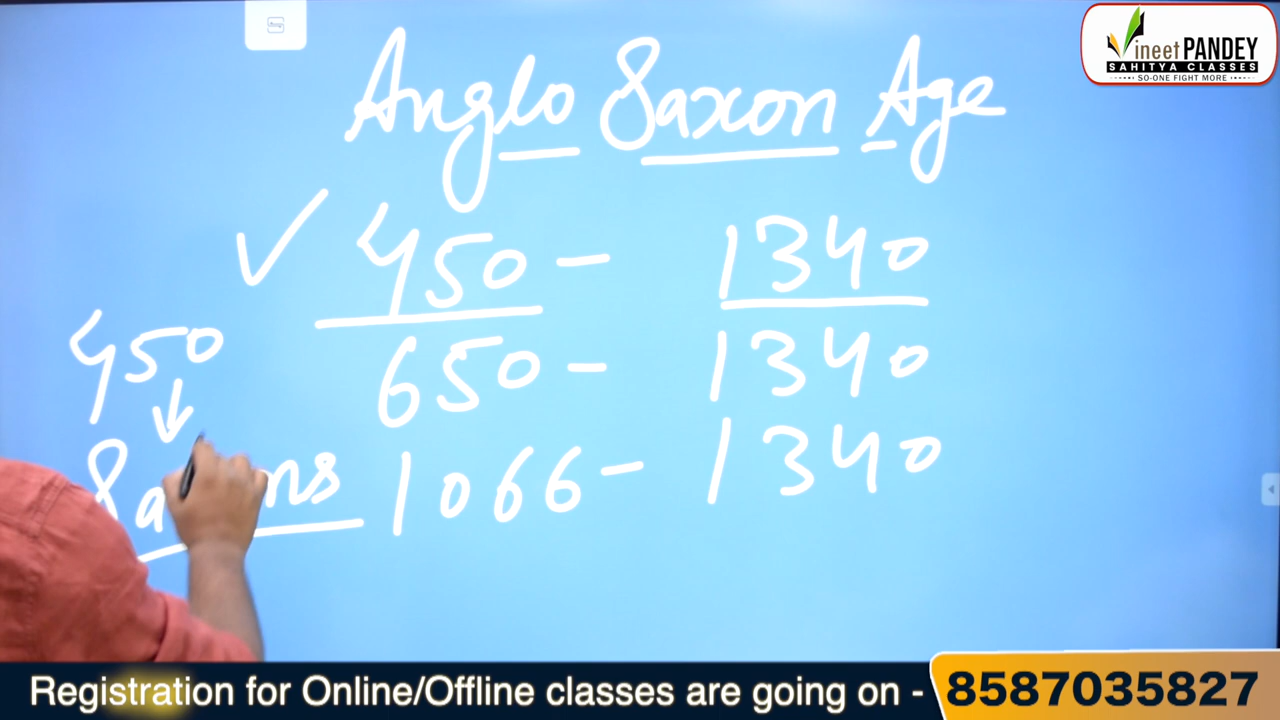 Vineet PANDEY
SAHITYA CLASSES
SO-ONE FIGHT MORE
Anglo Saxon Age
450 - 1340
650 - 1340
1066 - 1340
450
Registration for Online/Offline classes are going on - 8587035827